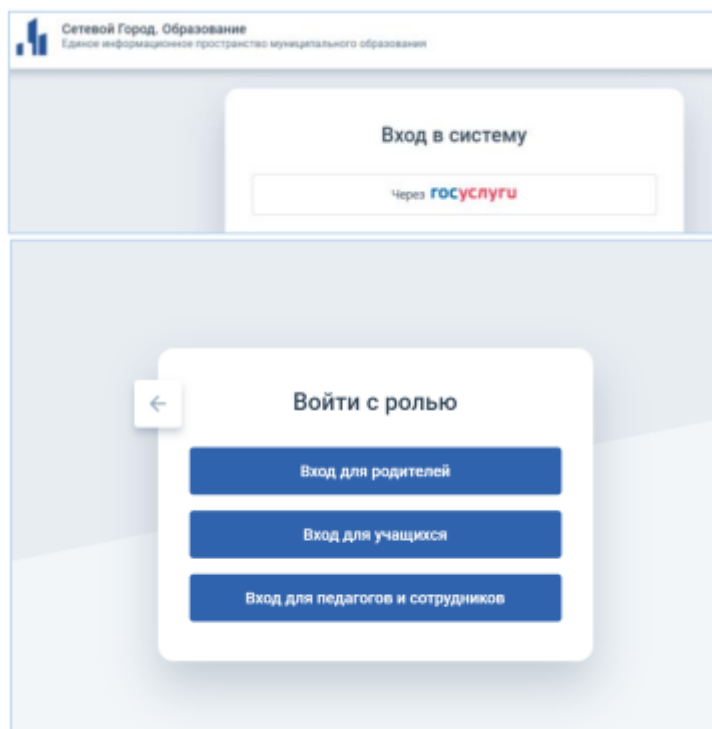 Сетевой Город. Образование
Единое информационное пространство муниципального образования
Вход в систему
Через госуслуги
Войти с ролью
Вход для родителей
Вход для учащихся
Вход для педагогов и сотрудников